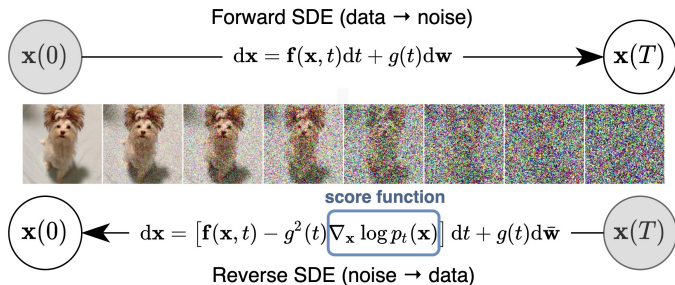 Forward SDE (data → noise)
x(0) dx = f(x, t)dt + g(t)dw x(T)
score function
x(0) dx = [f(x, t) − g²(t)∇ₓ log pₜ(x)] dt + g(t)dw̄ x(T)
Reverse SDE (noise → data)